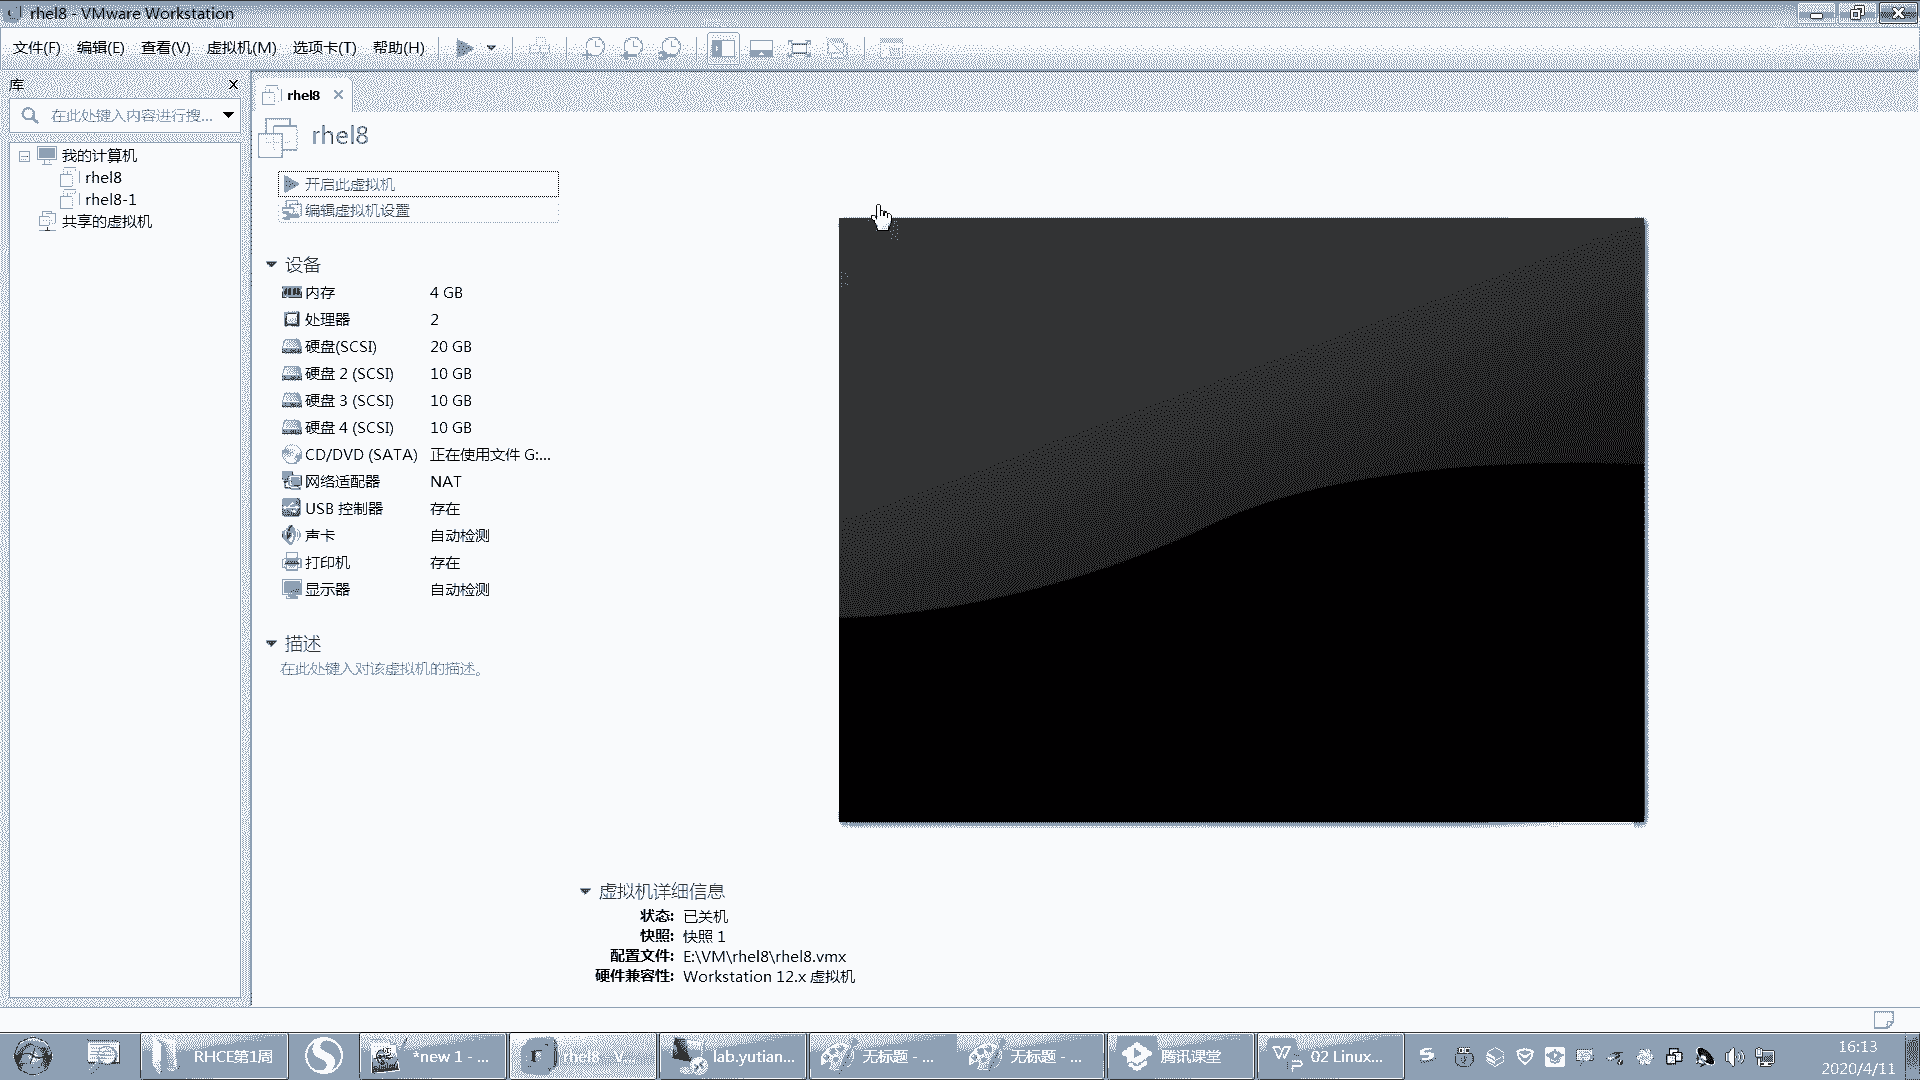 rhel8 - VMware Workstation
文件(F) 编辑(E) 查看(V) 虚拟机(M) 选项卡(T) 帮助(H)
库
在此处键入内容进行搜...
我的计算机
rhel8
rhel8-1
共享的虚拟机
rhel8
rhel8
开启此虚拟机
编辑虚拟机设置
设备
内存 4 GB
处理器 2
硬盘(SCSI) 20 GB
硬盘 2 (SCSI) 10 GB
硬盘 3 (SCSI) 10 GB
硬盘 4 (SCSI) 10 GB
CD/DVD (SATA) 正在使用文件 G:...
网络适配器 NAT
USB 控制器 存在
声卡 自动检测
打印机 存在
显示器 自动检测
描述
在此处键入对该虚拟机的描述。
虚拟机详细信息
状态: 已关机
快照: 快照 1
配置文件: E:\VM\rhel8\rhel8.vmx
硬件兼容性: Workstation 12.x 虚拟机
RHCE第1周 *new 1 - ... rhel8 - V... lab.yutian... 无标题 - ... 无标题 - ... 腾讯课堂 02 Linux...
16:13
2020/4/11